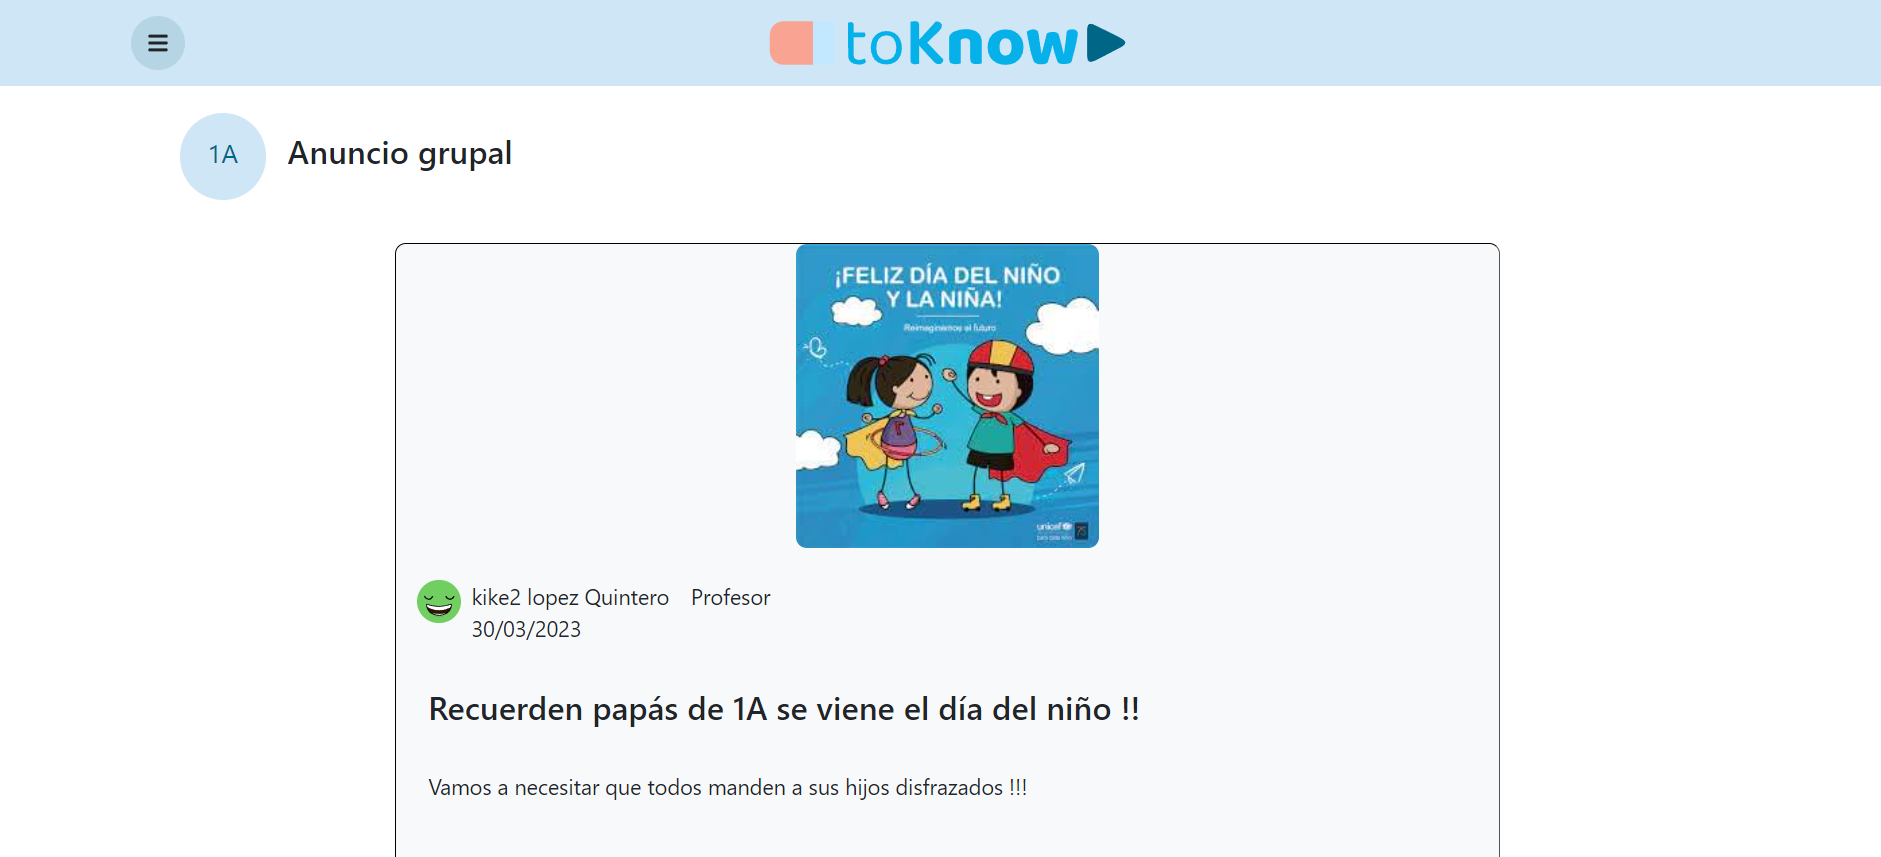 toKnow
1A
Anuncio grupal
¡FELIZ DÍA DEL NIÑO
Y LA NIÑA!
Reimaginemos el futuro
unicef
75
kike2 lopez Quintero Profesor
30/03/2023
Recuerden papás de 1A se viene el día del niño !!
Vamos a necesitar que todos manden a sus hijos disfrazados !!!